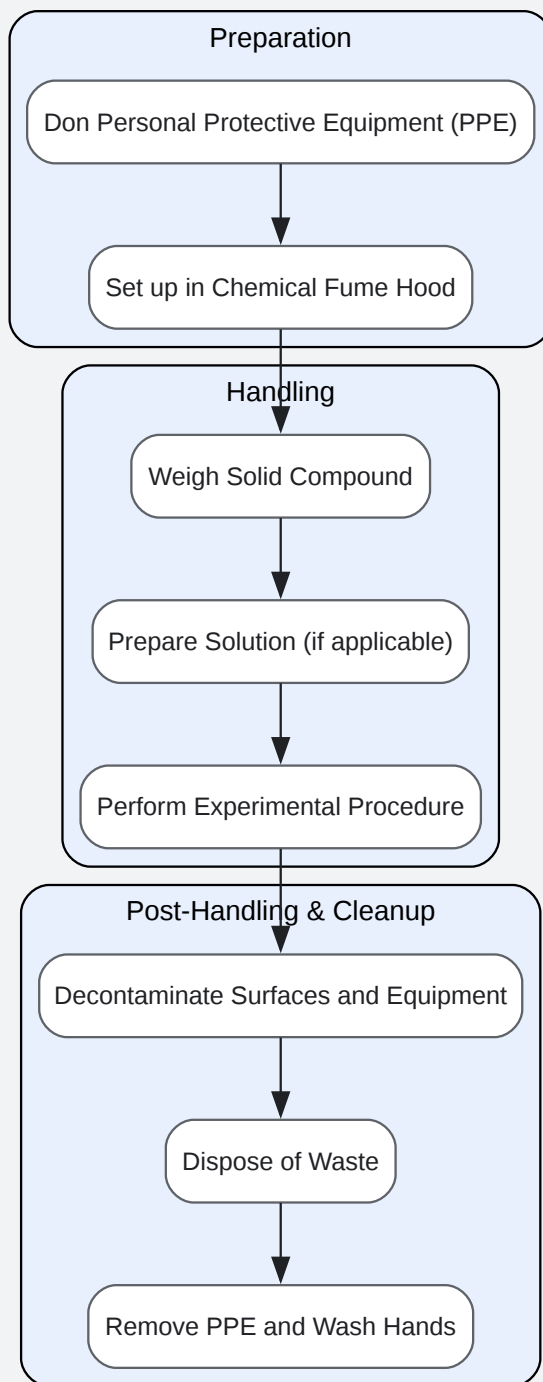 Preparation
Don Personal Protective Equipment (PPE)
Set up in Chemical Fume Hood
Handling
Weigh Solid Compound
Prepare Solution (if applicable)
Perform Experimental Procedure
Post-Handling & Cleanup
Decontaminate Surfaces and Equipment
Dispose of Waste
Remove PPE and Wash Hands